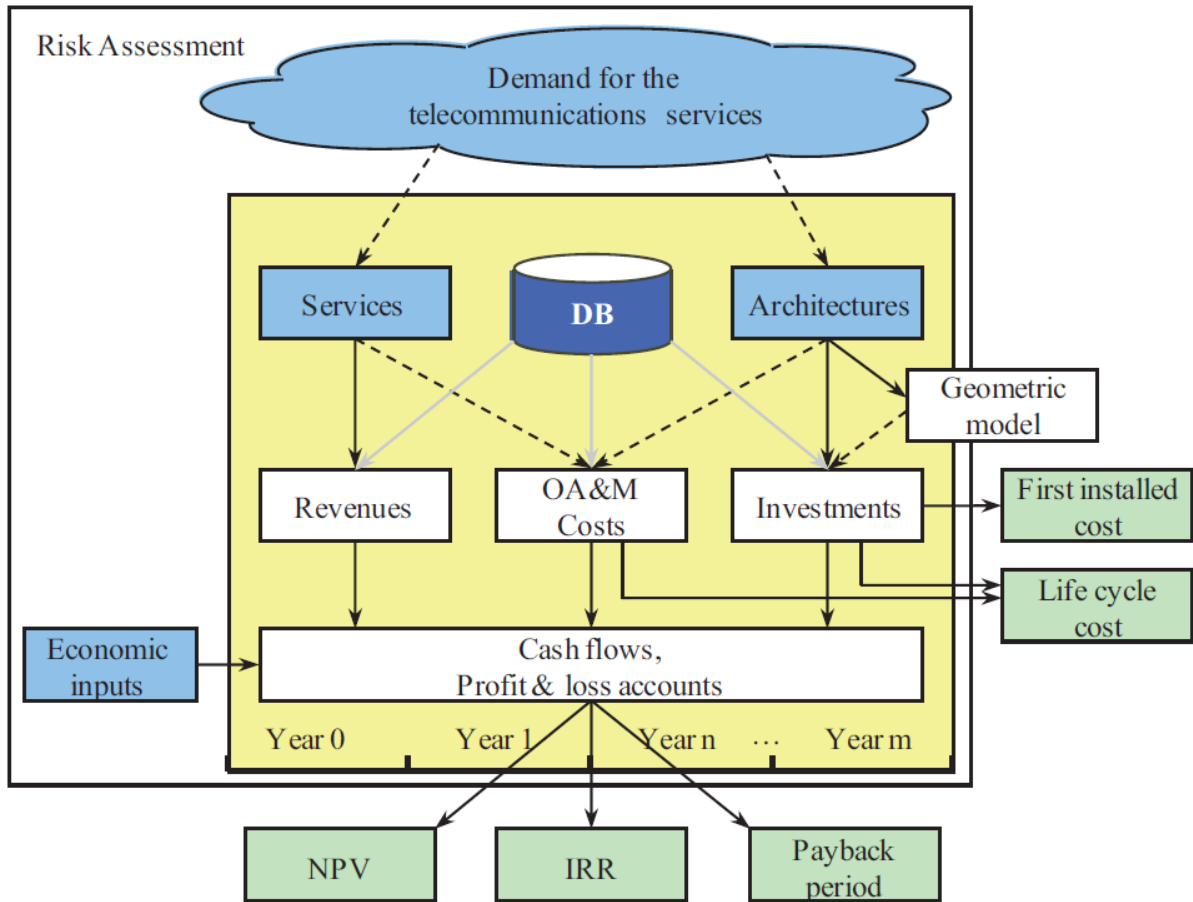 Risk Assessment
Demand for the
telecommunications services
Services
DB
Architectures
Geometric
model
Revenues
OA&M
Costs
Investments
First installed
cost
Life cycle
cost
Economic
inputs
Cash flows,
Profit & loss accounts
Year 0
Year 1
Year n
...
Year m
NPV
IRR
Payback
period